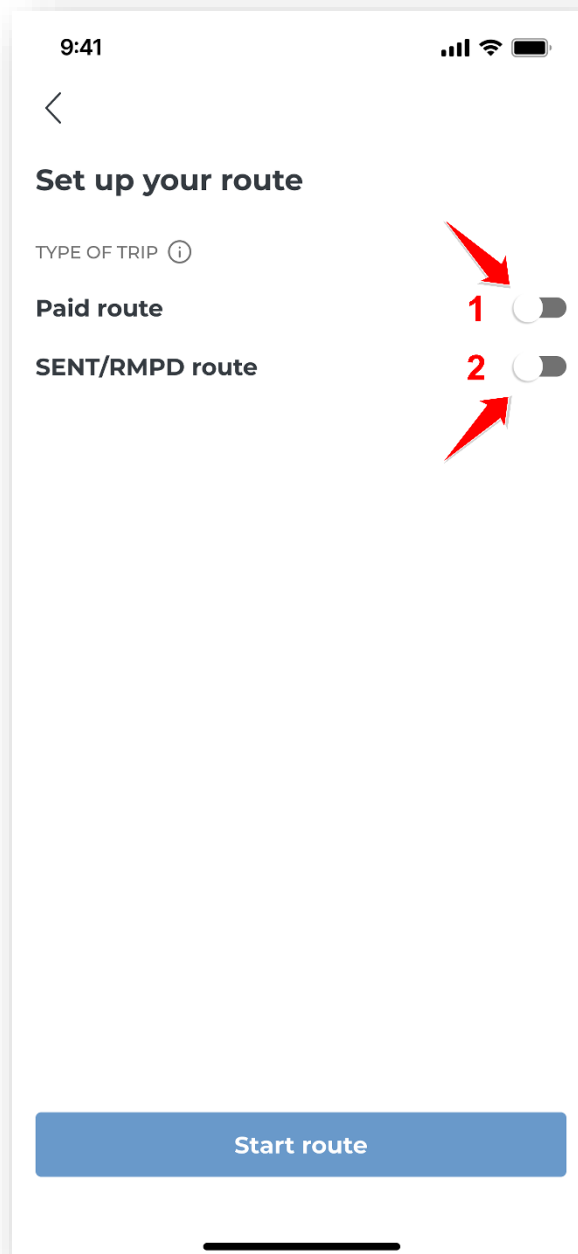 9:41
Set up your route
TYPE OF TRIP
Paid route 1
SENT/RMPD route 2
Start route